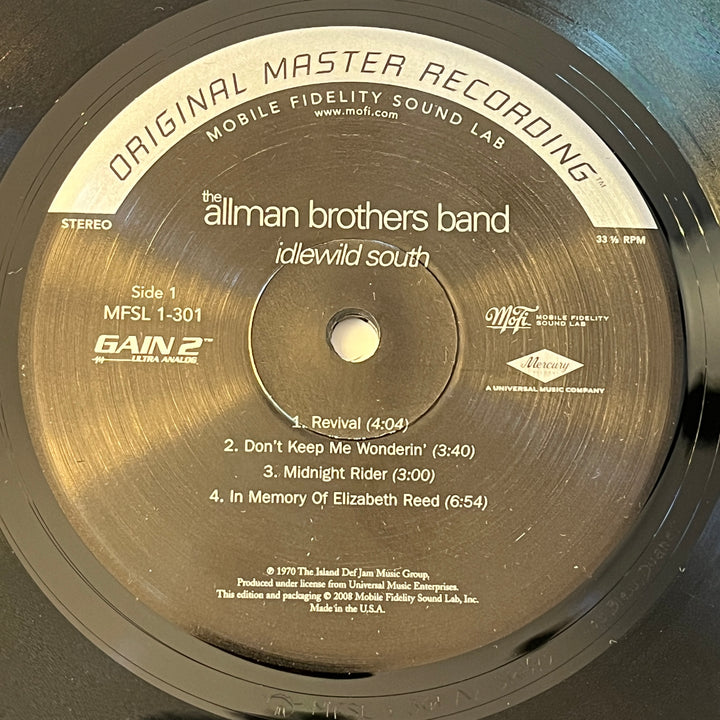 ORIGINAL MASTER RECORDING™
MOBILE FIDELITY SOUND LAB
www.mofi.com
STEREO
33 ⅓ RPM
the allman brothers band
idlewild south
Side 1
MFSL 1-301
GAIN 2™
ULTRA ANALOG
MoFi MOBILE FIDELITY
SOUND LAB
Mercury
RECORDS
A UNIVERSAL MUSIC COMPANY
1. Revival (4:04)
2. Don't Keep Me Wonderin' (3:40)
3. Midnight Rider (3:00)
4. In Memory Of Elizabeth Reed (6:54)
℗ 1970 The Island Def Jam Music Group,
Produced under license from Universal Music Enterprises.
This edition and packaging © 2008 Mobile Fidelity Sound Lab, Inc.
Made in the U.S.A.
MFSL